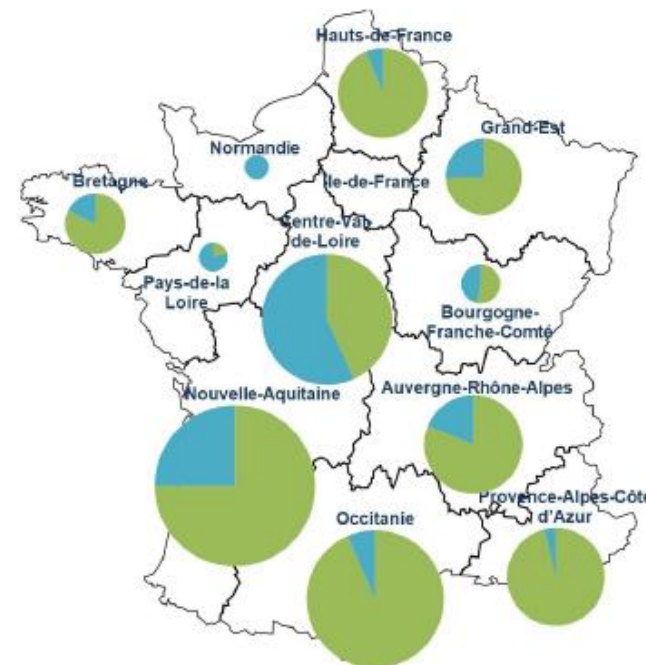 Hauts-de-France
Grand-Est
Normandie
Île-de-France
Bretagne
Centre-Val-
de-Loire
Pays-de-la
Loire
Bourgogne-
Franche-Comté
Nouvelle-Aquitaine
Auvergne-Rhône-Alpes
Provence-Alpes-Côte
d'Azur
Occitanie